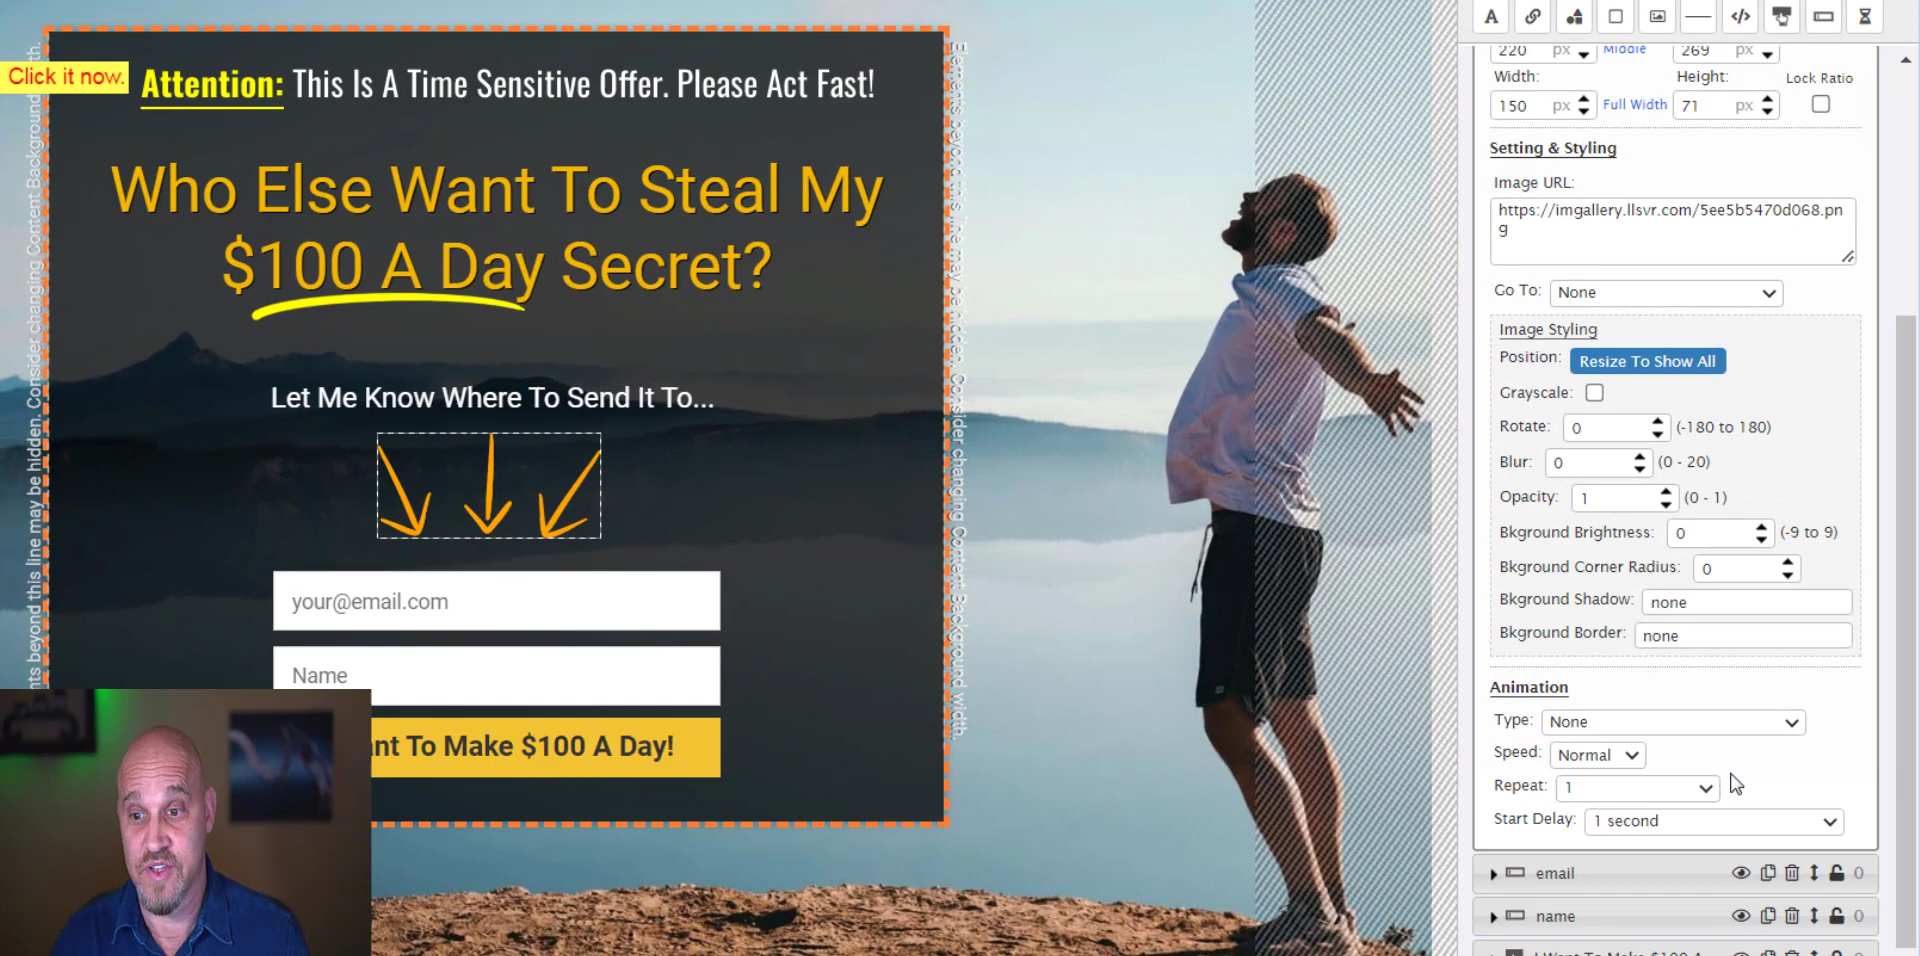 Click it now.
Attention: This Is A Time Sensitive Offer. Please Act Fast!
Who Else Want To Steal My
$100 A Day Secret?
Let Me Know Where To Send It To...
your@email.com
Name
nt To Make $100 A Day!
nts beyond this line may be hidden. Consider changing Content Background
th.
Elements beyond this line may be hidden. Consider changing Content Background width.
220 px Middle 269 px
Width: Height: Lock Ratio
150 px Full Width 71 px
Setting & Styling
Image URL:
https://imgallery.llsvr.com/5ee5b5470d068.pn
g
Go To: None
Image Styling
Position: Resize To Show All
Grayscale:
Rotate: 0 (-180 to 180)
Blur: 0 (0 - 20)
Opacity: 1 (0 - 1)
Bkground Brightness: 0 (-9 to 9)
Bkground Corner Radius: 0
Bkground Shadow: none
Bkground Border: none
Animation
Type: None
Speed: Normal
Repeat: 1
Start Delay: 1 second
email 0
name 0
I Want To Make $100 A